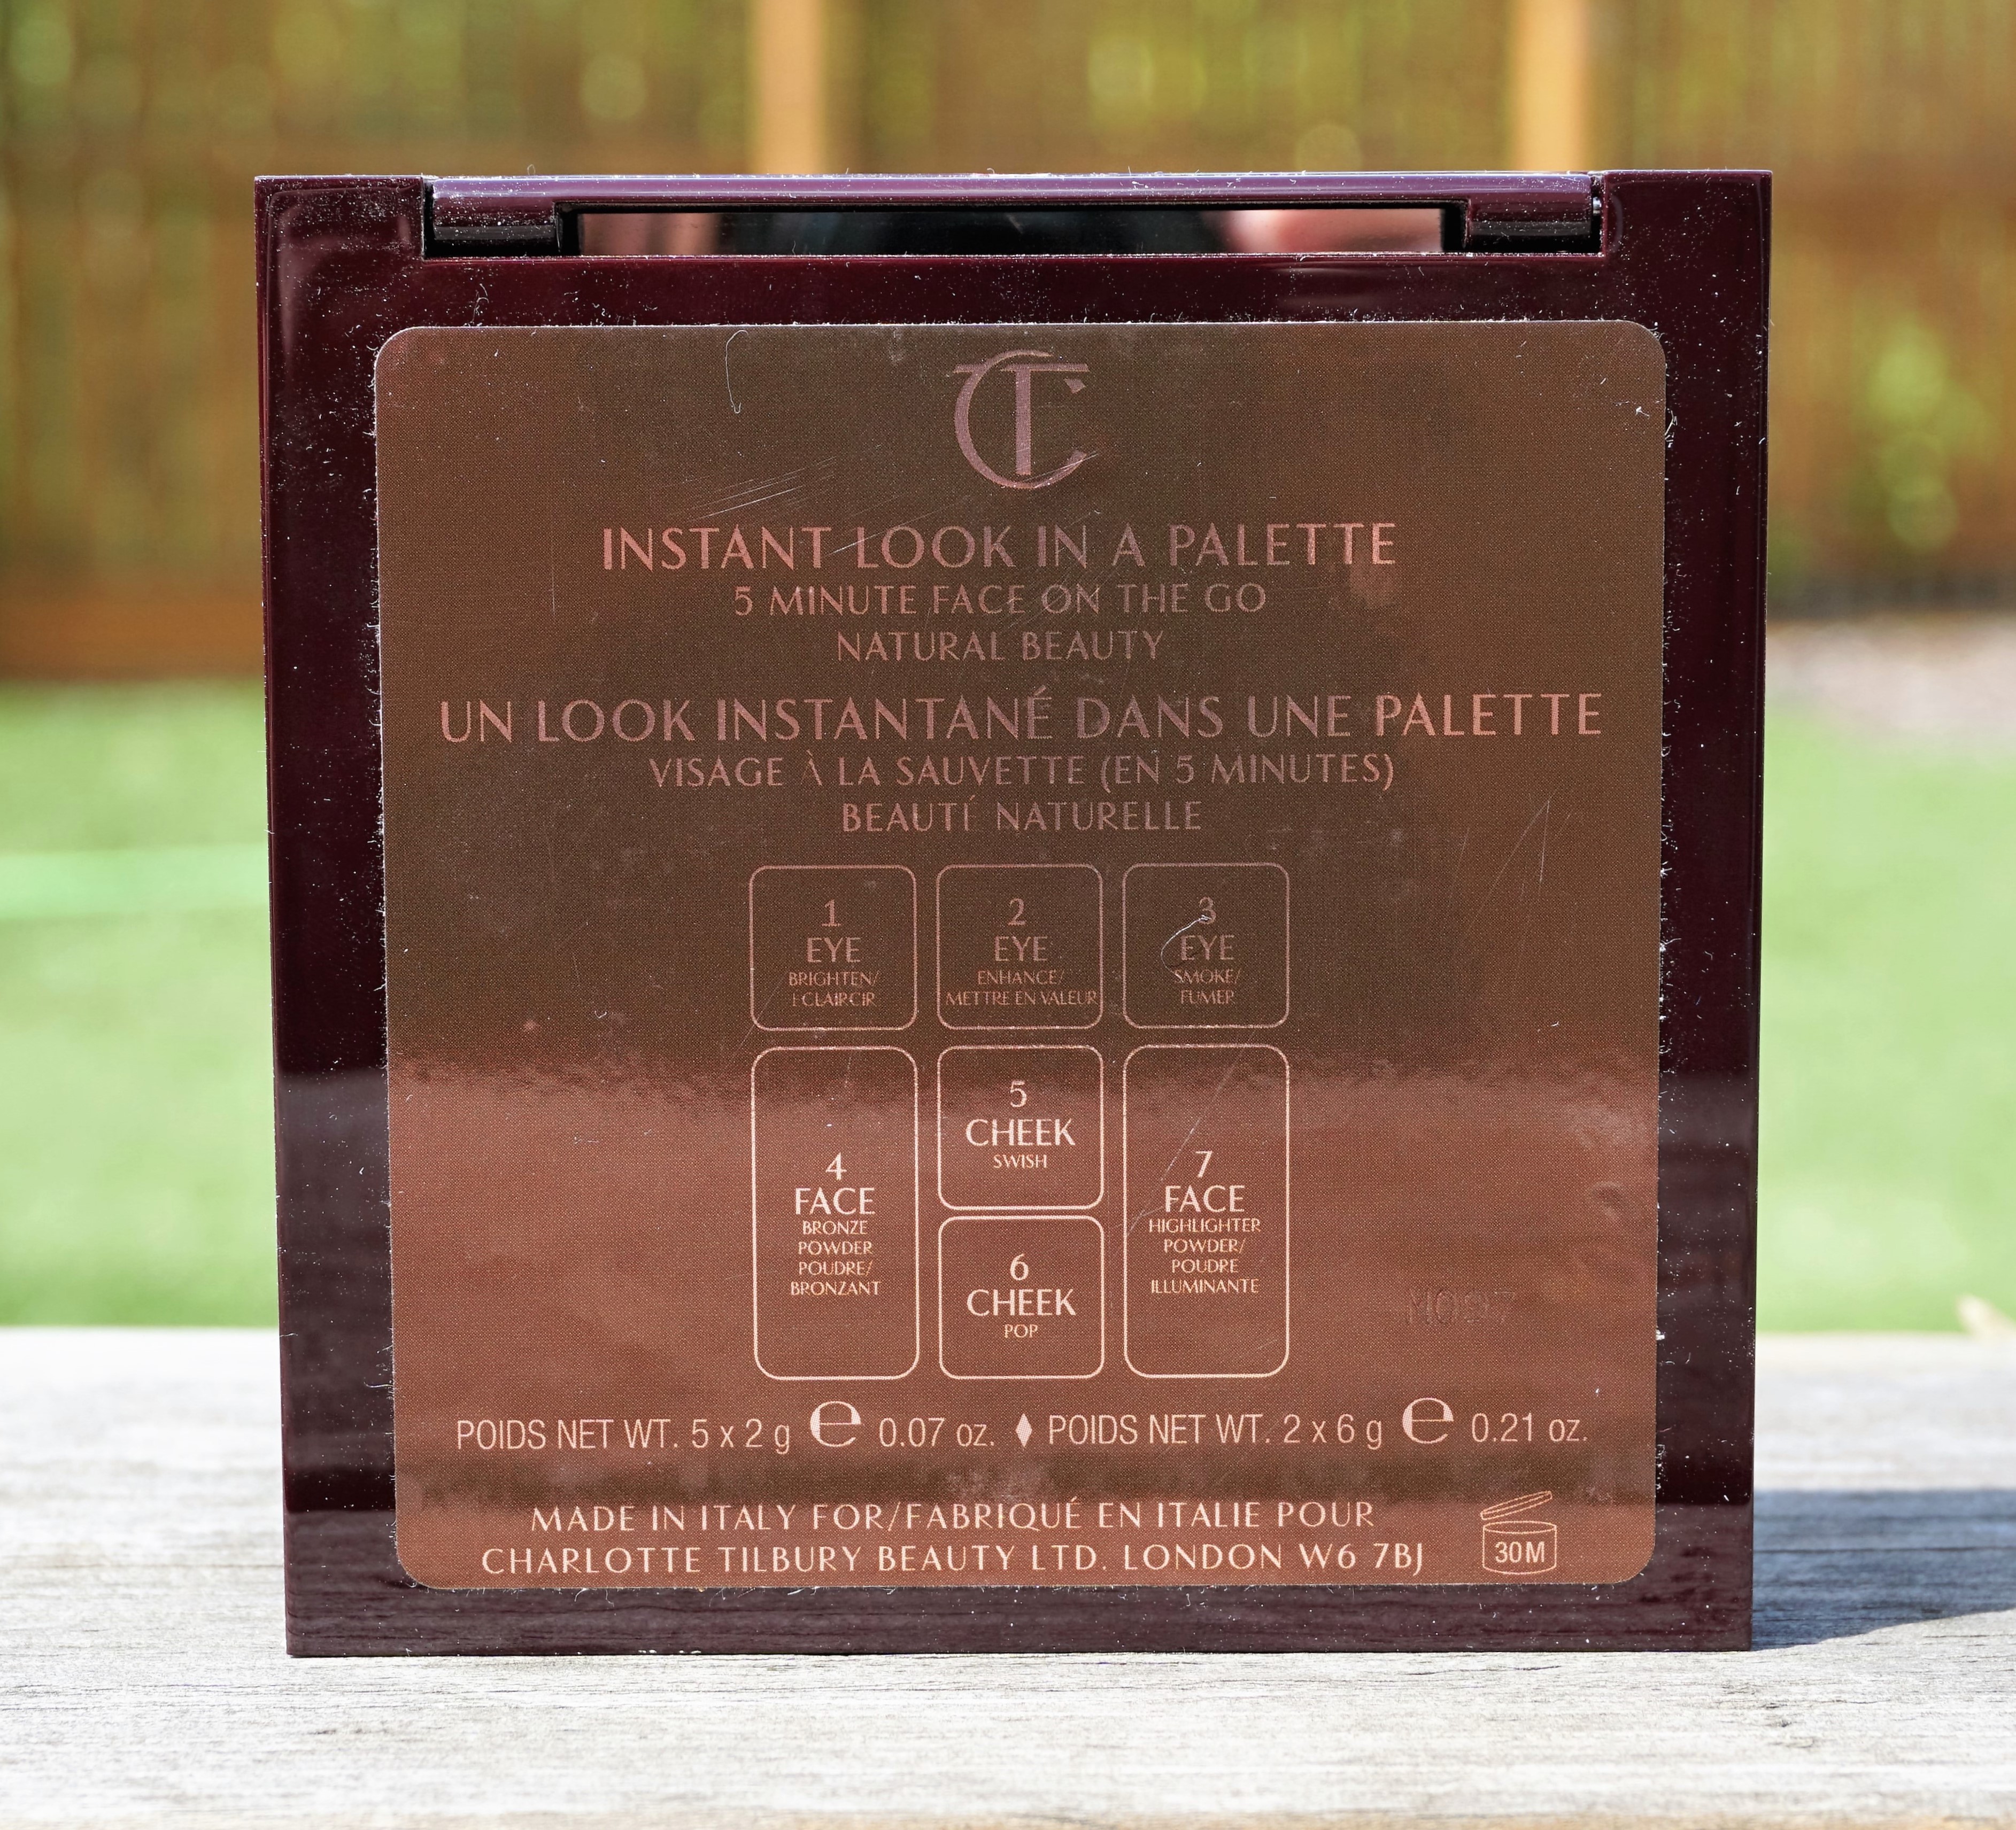 CT
INSTANT LOOK IN A PALETTE
5 MINUTE FACE ON THE GO
NATURAL BEAUTY
UN LOOK INSTANTANÉ DANS UNE PALETTE
VISAGE À LA SAUVETTE (EN 5 MINUTES)
BEAUTÉ NATURELLE
1
EYE
BRIGHTEN/
ECLAIRCIR
2
EYE
ENHANCE/
METTRE EN VALEUR
3
EYE
SMOKE/
FUMER
4
FACE
BRONZE
POWDER
POUDRE/
BRONZANT
5
CHEEK
SWISH
6
CHEEK
POP
7
FACE
HIGHLIGHTER
POWDER/
POUDRE
ILLUMINANTE
POIDS NET WT. 5 x 2 g ℮ 0.07 oz. ♦ POIDS NET WT. 2 x 6 g ℮ 0.21 oz.
MADE IN ITALY FOR/FABRIQUÉ EN ITALIE POUR
CHARLOTTE TILBURY BEAUTY LTD. LONDON W6 7BJ
30M